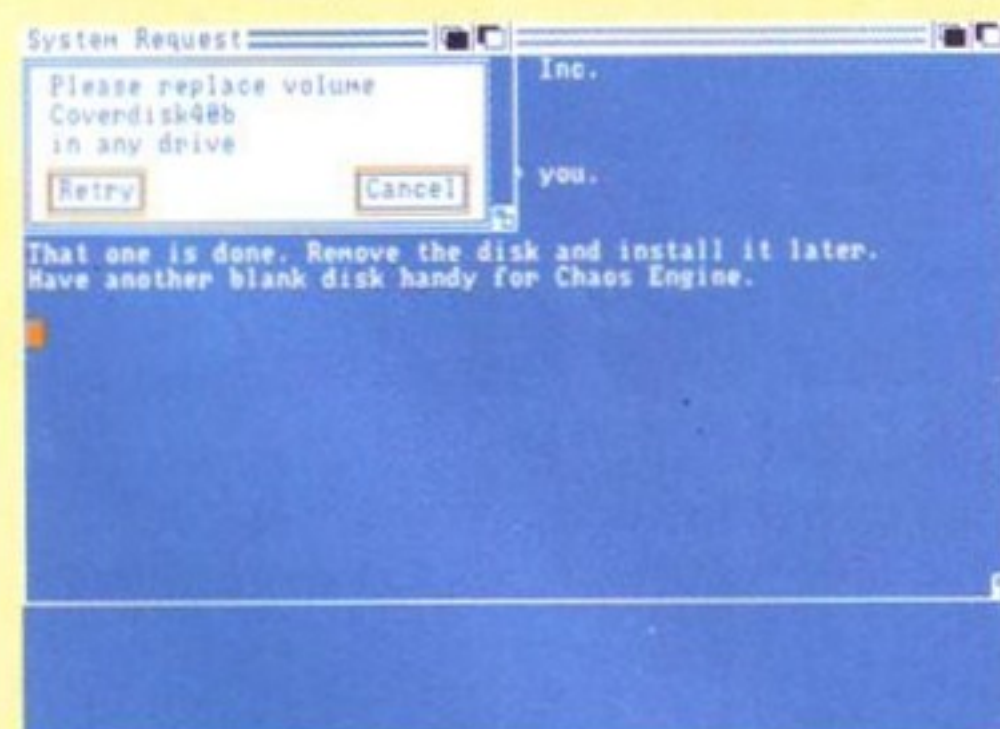 System Request
Please replace volume
Coverdisk40b
in any drive
Retry
Cancel
Inc.
you.
That one is done. Remove the disk and install it later.
Have another blank disk handy for Chaos Engine.